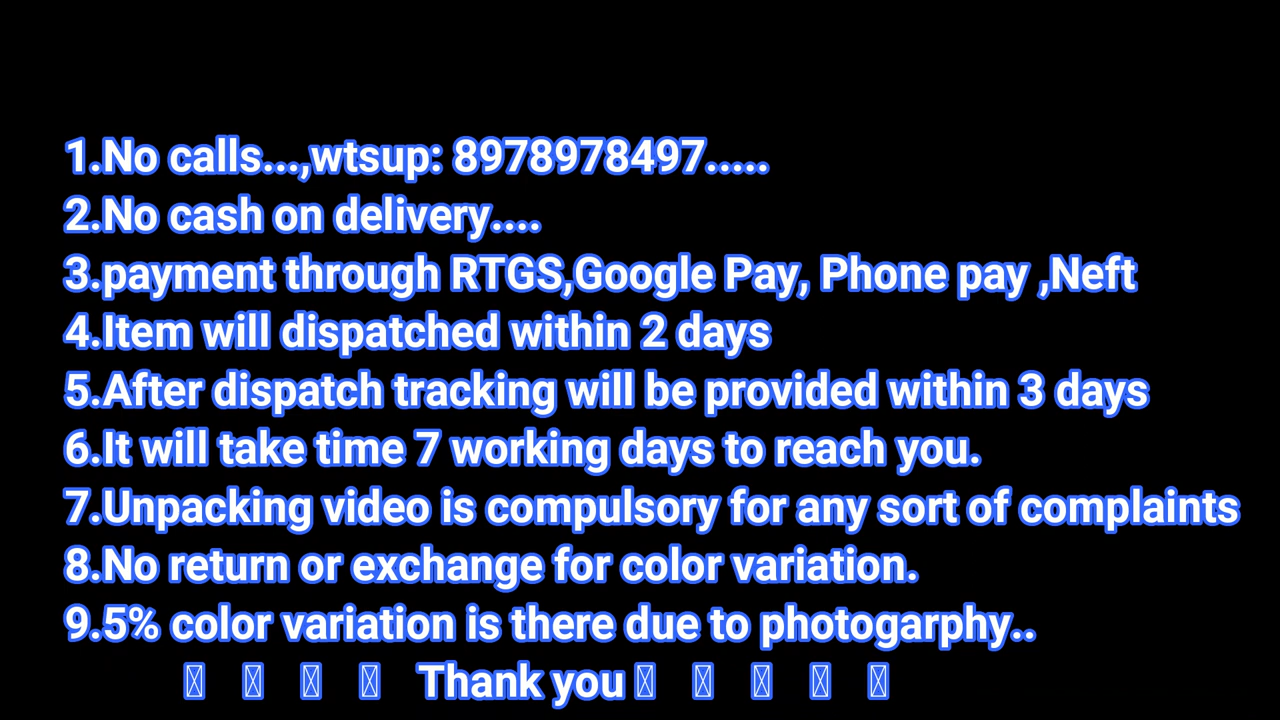 1.No calls...,wtsup: 8978978497.....
2.No cash on delivery....
3.payment through RTGS,Google Pay, Phone pay ,Neft
4.Item will dispatched within 2 days
5.After dispatch tracking will be provided within 3 days
6.It will take time 7 working days to reach you.
7.Unpacking video is compulsory for any sort of complaints
8.No return or exchange for color variation.
9.5% color variation is there due to photogarphy..
Thank you